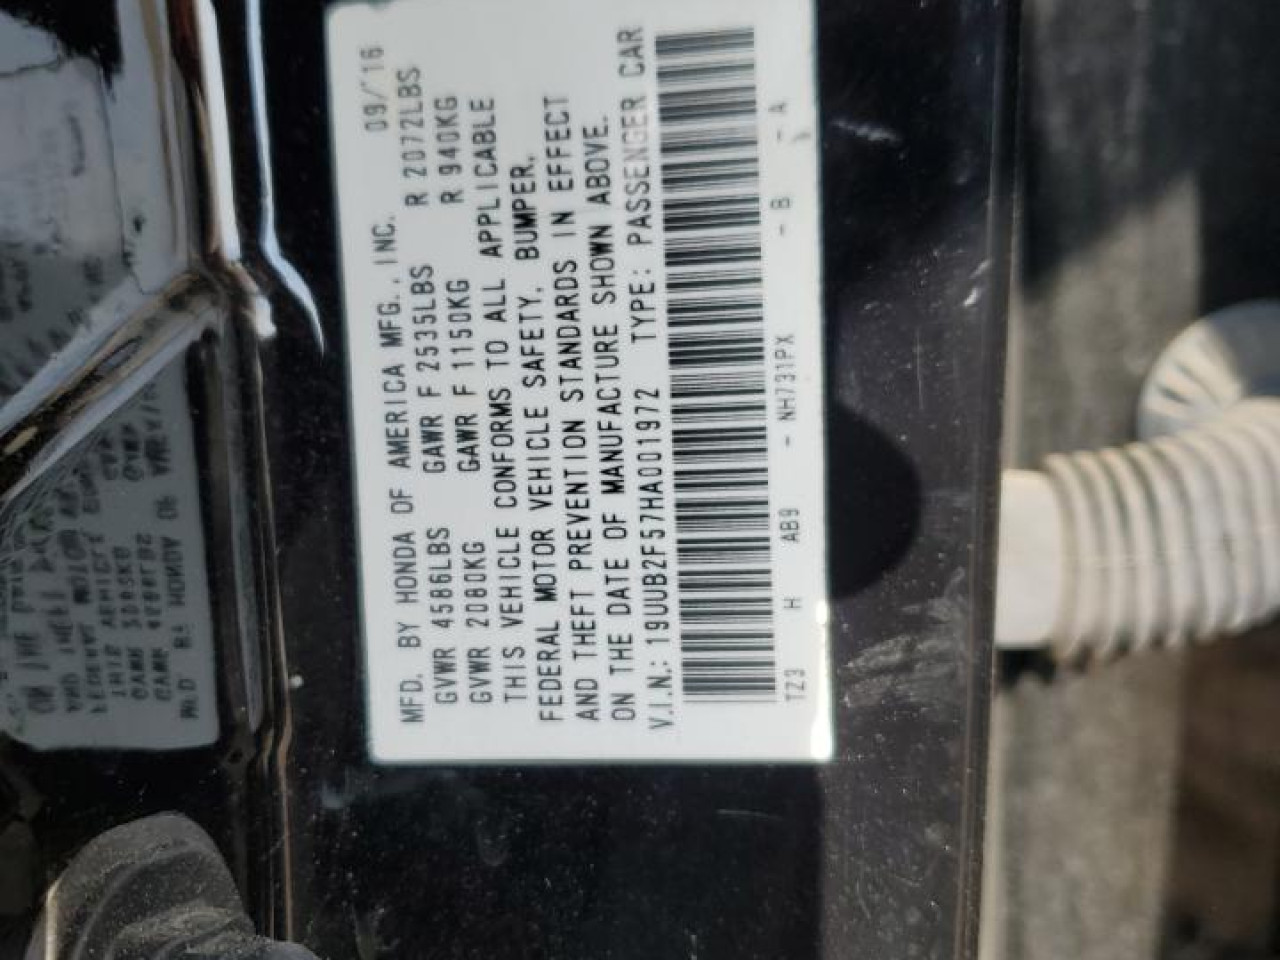 MFD. BY HONDA OF AMERICA MFG., INC. 09/'16
GVWR 4586LBS GAWR F 2535LBS R 2072LBS
GVWR 2080KG GAWR F 1150KG R 940KG
THIS VEHICLE CONFORMS TO ALL APPLICABLE
FEDERAL MOTOR VEHICLE SAFETY, BUMPER,
AND THEFT PREVENTION STANDARDS IN EFFECT
ON THE DATE OF MANUFACTURE SHOWN ABOVE.
V.I.N.: 19UUB2F57HA001972 TYPE: PASSENGER CAR
TZ3 H AB9 - NH731PX - B - A